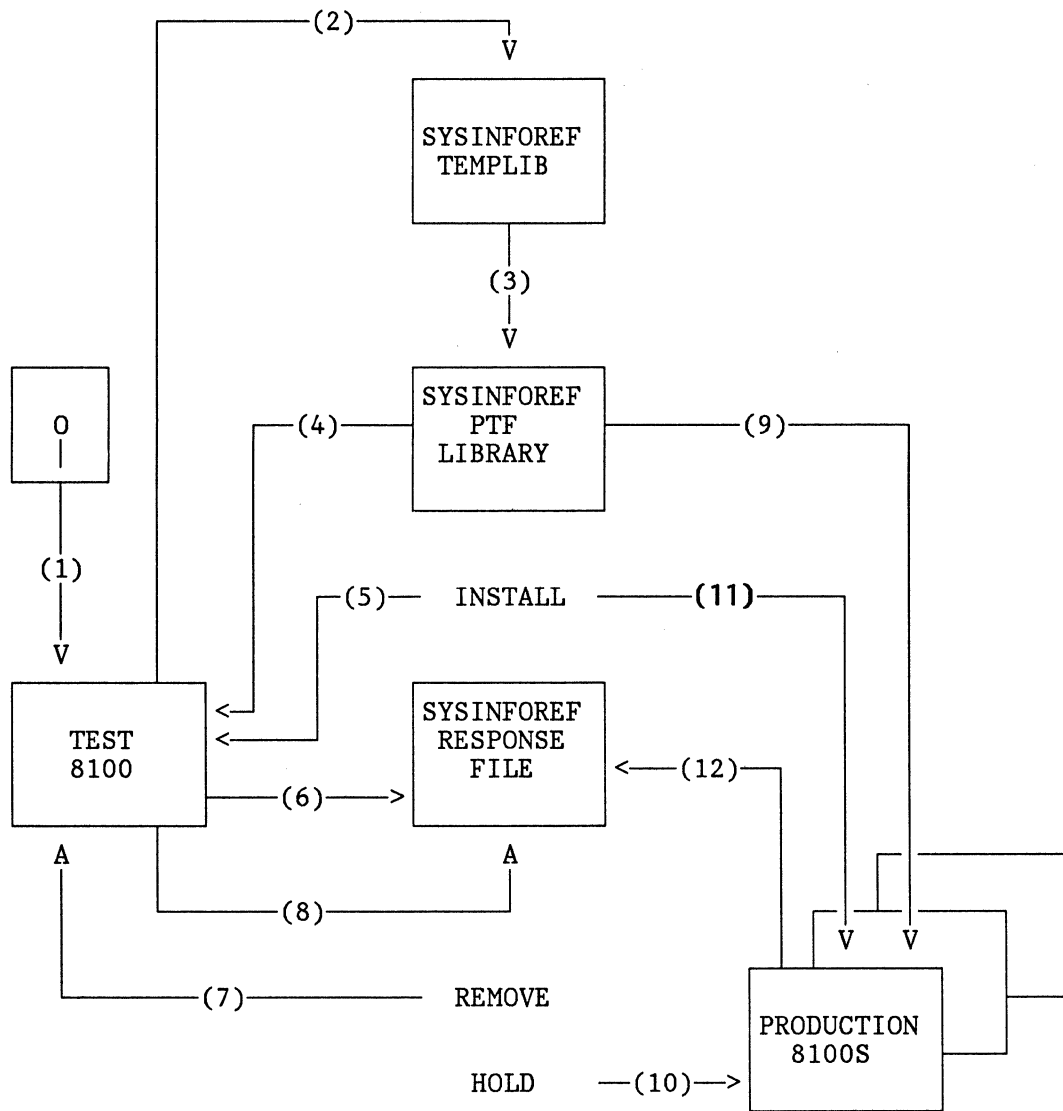 (2)
V
SYSINFOREF
TEMPLIB
(3)
V
O
SYSINFOREF
PTF
LIBRARY
(4)
(9)
(1)
V
(5) INSTALL (11)
TEST
8100
<
<
SYSINFOREF
RESPONSE
FILE
< (12)
(6) >
A
A
(8)
V V
(7) REMOVE
PRODUCTION
8100S
HOLD (10) >